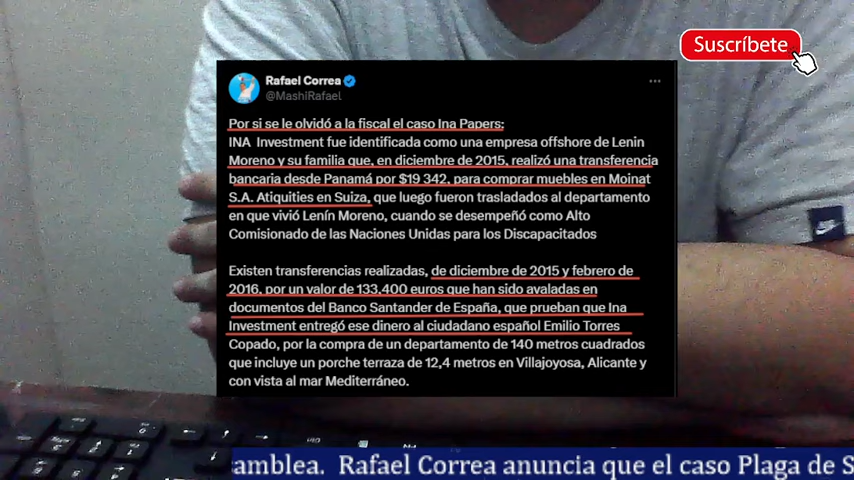 Suscríbete
Rafael Correa
@MashiRafael
Por si se le olvidó a la fiscal el caso Ina Papers:
INA Investment fue identificada como una empresa offshore de Lenin
Moreno y su familia que, en diciembre de 2015, realizó una transferencia
bancaria desde Panamá por $19 342, para comprar muebles en Moinat
S.A. Atiquities en Suiza, que luego fueron trasladados al departamento
en que vivió Lenín Moreno, cuando se desempeñó como Alto
Comisionado de las Naciones Unidas para los Discapacitados
Existen transferencias realizadas, de diciembre de 2015 y febrero de
2016, por un valor de 133,400 euros que han sido avaladas en
documentos del Banco Santander de España, que prueban que Ina
Investment entregó ese dinero al ciudadano español Emilio Torres
Copado, por la compra de un departamento de 140 metros cuadrados
que incluye un porche terraza de 12,4 metros en Villajoyosa, Alicante y
con vista al mar Mediterráneo.
amblea. Rafael Correa anuncia que el caso Plaga de S